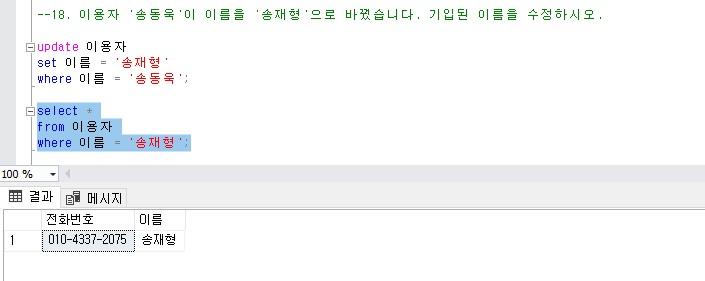 --18. 이용자 '송동욱'이 이름을 '송재형'으로 바꼈습니다. 기입된 이름을 수정하시오.
update 이용자
set 이름 = '송재형'
where 이름 = '송동욱';
select *
from 이용자
where 이름 = '송재형';
100 %
결과 메시지
전화번호 이름
1 010-4337-2075 송재형